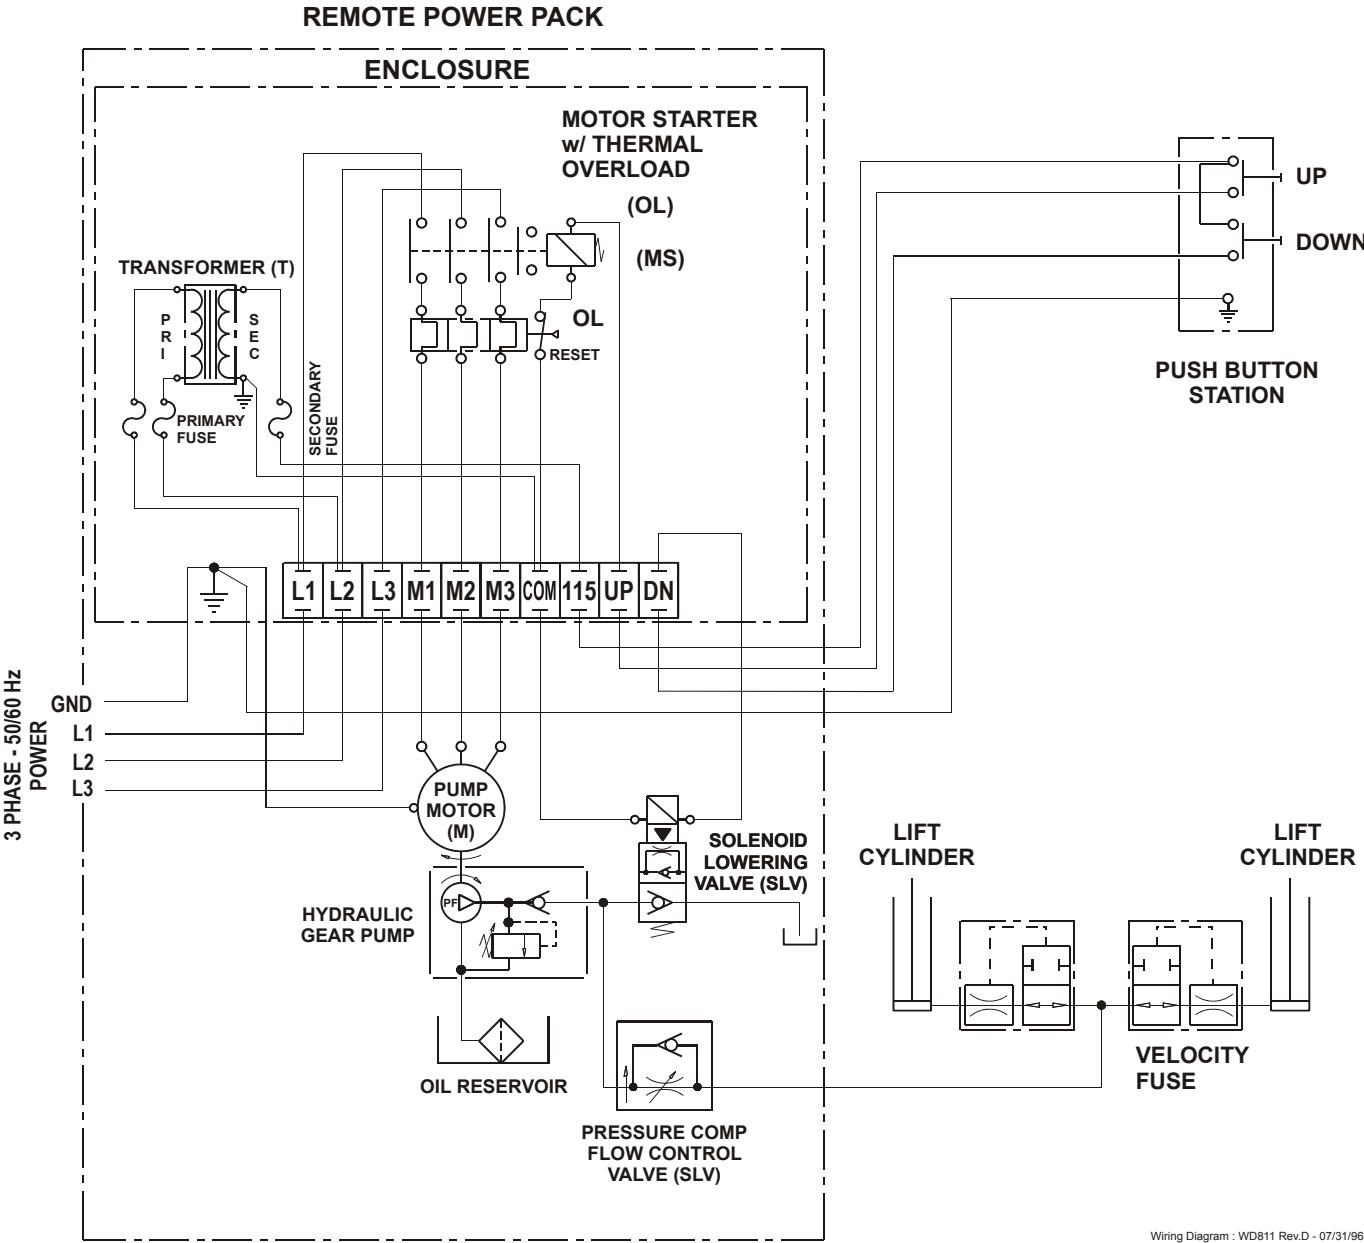 REMOTE POWER PACK
ENCLOSURE
MOTOR STARTER
w/ THERMAL
OVERLOAD
(OL)
(MS)
TRANSFORMER (T)
PRI
SEC
OL
RESET
PRIMARY
FUSE
SECONDARY
FUSE
UP
DOWN
PUSH BUTTON
STATION
L1 L2 L3 M1 M2 M3 COM 115 UP DN
3 PHASE - 50/60 Hz
POWER
GND
L1
L2
L3
PUMP
MOTOR
(M)
SOLENOID
LOWERING
VALVE (SLV)
LIFT
CYLINDER
LIFT
CYLINDER
HYDRAULIC
GEAR PUMP
PF
OIL RESERVOIR
VELOCITY
FUSE
PRESSURE COMP
FLOW CONTROL
VALVE (SLV)
Wiring Diagram : WD811 Rev.D - 07/31/96